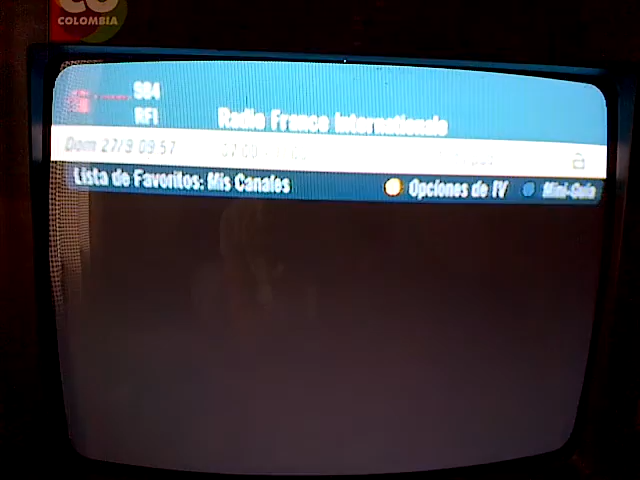 CO
COLOMBIA
984
RFI
Radio France Internationale
Dom 27/9 09:57
Lista de Favoritos: Mis Canales
Opciones de TV
Mini-Guía